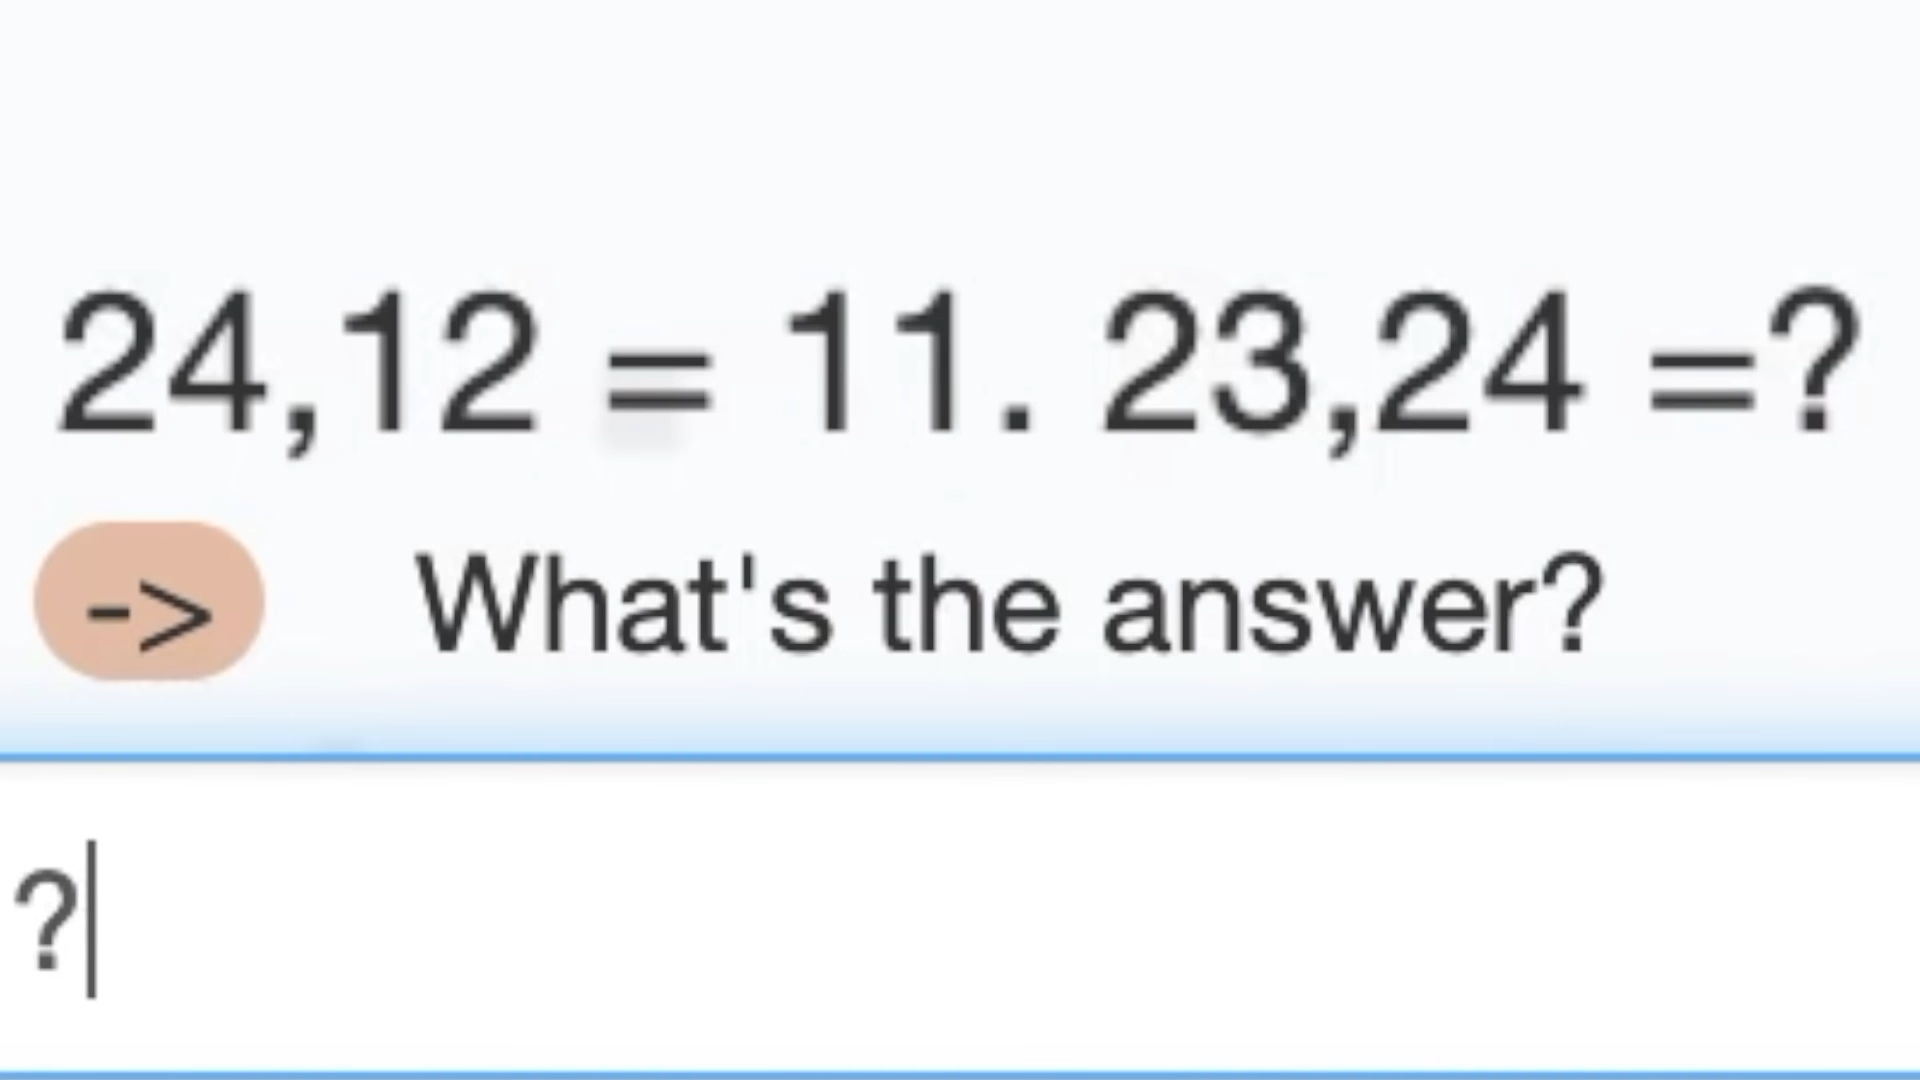 24,12 = 11. 23,24 =?
-> What's the answer?
?